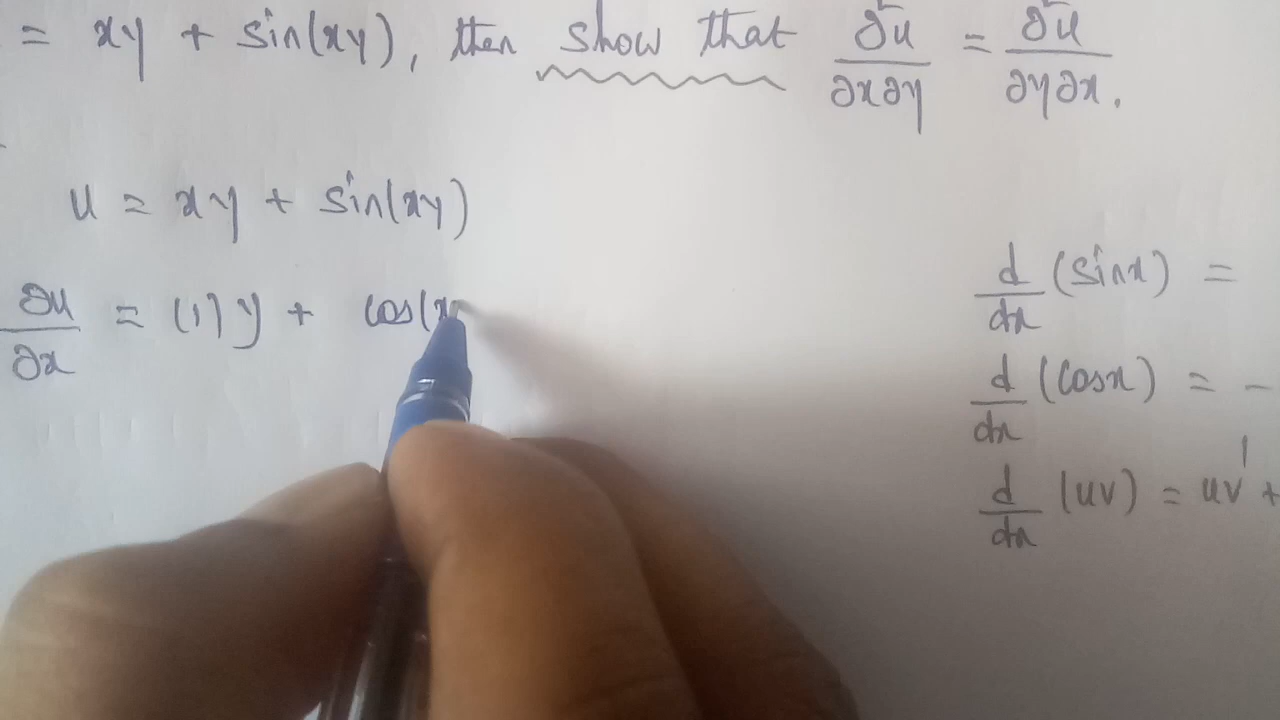 = xy + sin(xy), then show that ∂²u/∂x∂y = ∂²u/∂y∂x.
u = xy + sin(xy)
∂u/∂x = (1)y + cos(x
d/dx (sinx) =
d/dx (cosx) = -
d/dx (uv) = uv' +